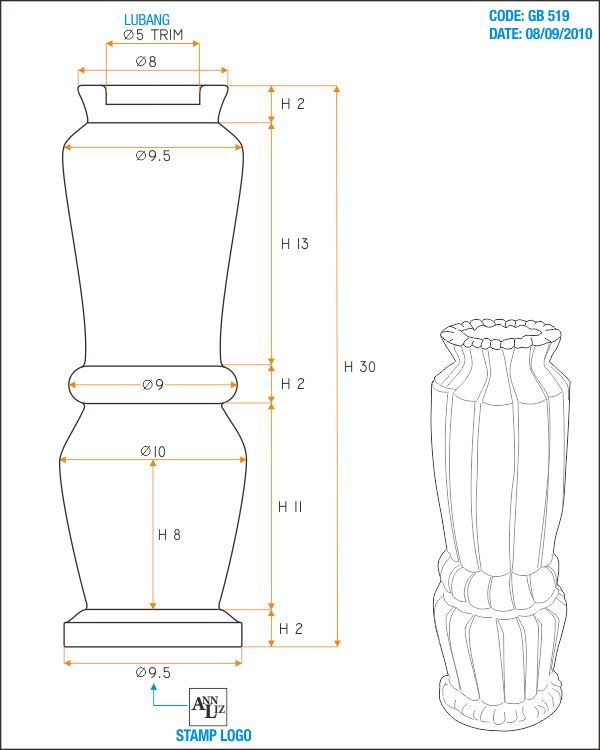 LUBANG
Ø5 TRIM
CODE: GB 519
DATE: 08/09/2010
Ø8
H 2
Ø9.5
H 13
H 30
Ø9
H 2
Ø10
H 11
H 8
H 2
Ø9.5
ANN
LIZ
STAMP LOGO